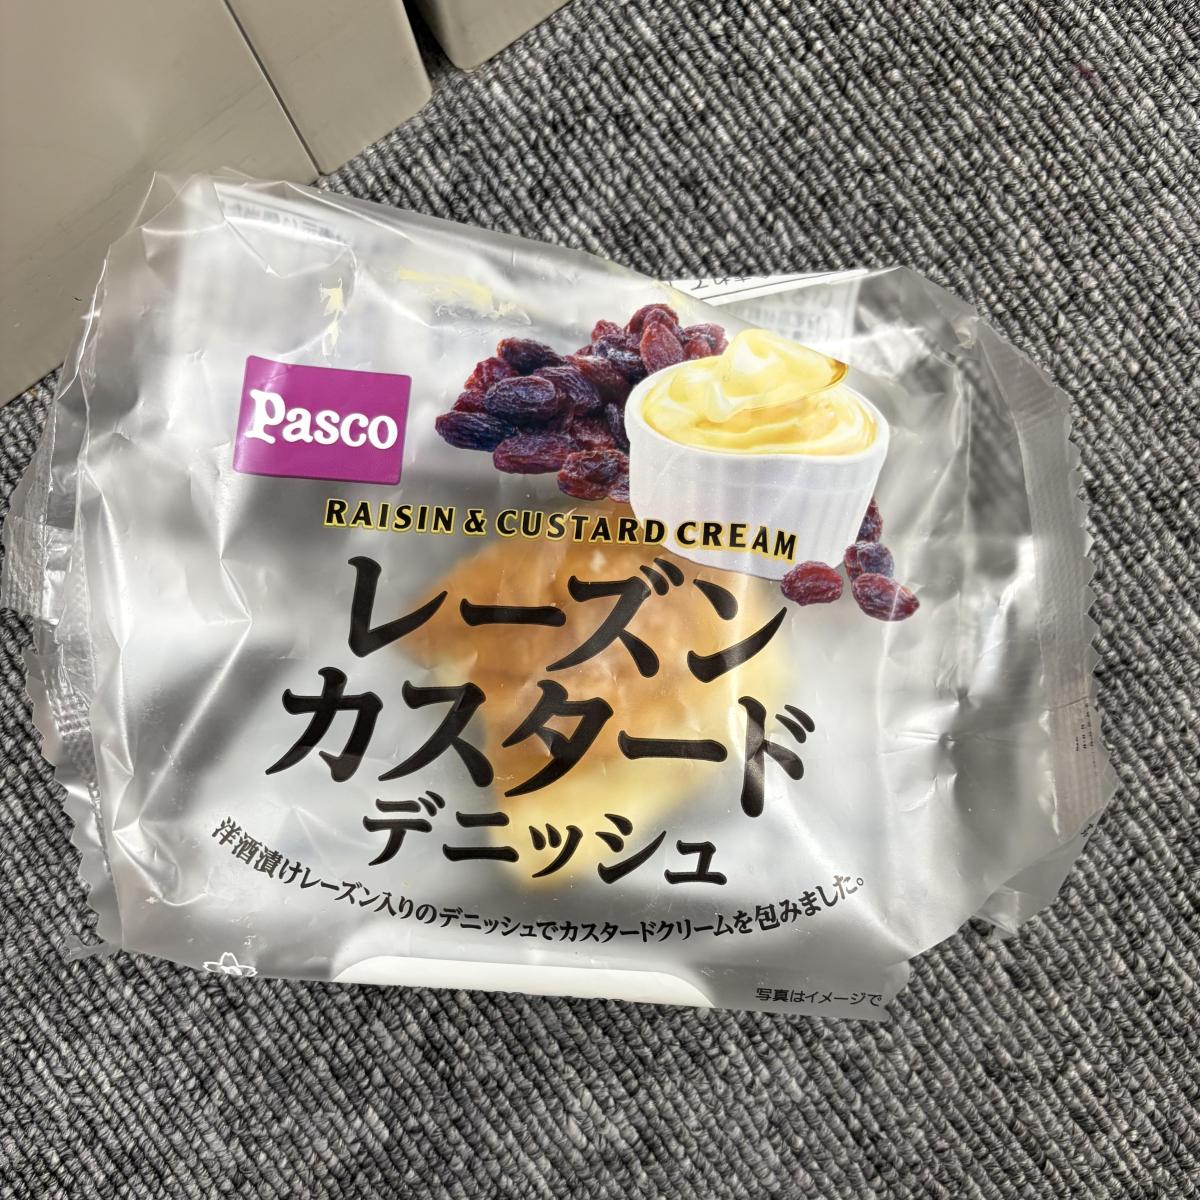 Pasco
RAISIN & CUSTARD CREAM
レーズン
カスタード
デニッシュ
洋酒漬けレーズン入りのデニッシュでカスタードクリームを包みました。
写真はイメージで